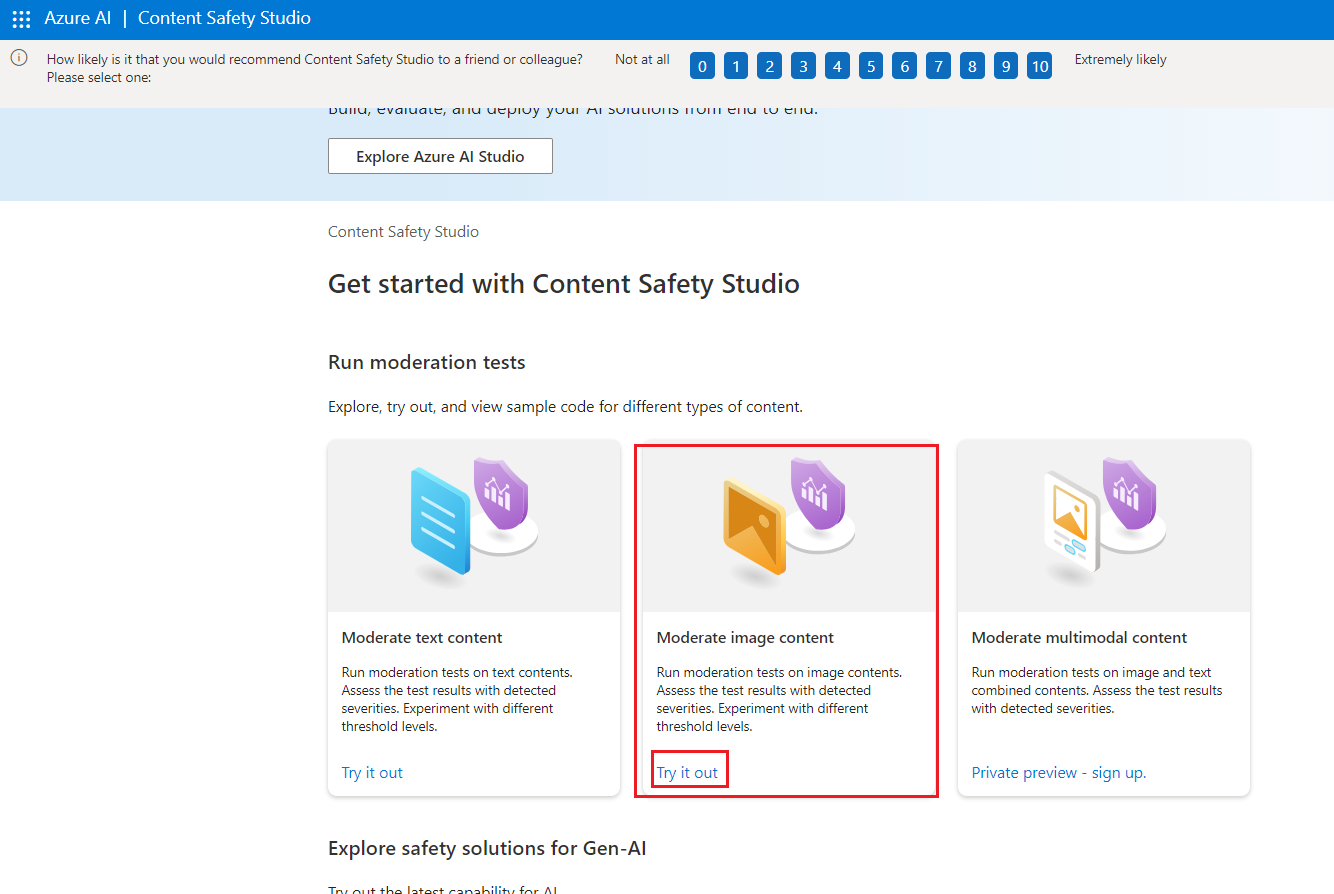 Azure AI | Content Safety Studio
How likely is it that you would recommend Content Safety Studio to a friend or colleague?
Please select one:
Not at all
0 1 2 3 4 5 6 7 8 9 10
Extremely likely
Build, evaluate, and deploy your AI solutions from end to end.
Explore Azure AI Studio
Content Safety Studio
Get started with Content Safety Studio
Run moderation tests
Explore, try out, and view sample code for different types of content.
Moderate text content
Run moderation tests on text contents.
Assess the test results with detected
severities. Experiment with different
threshold levels.
Try it out
Moderate image content
Run moderation tests on image contents.
Assess the test results with detected
severities. Experiment with different
threshold levels.
Try it out
Moderate multimodal content
Run moderation tests on image and text
combined contents. Assess the test results
with detected severities.
Private preview - sign up.
Explore safety solutions for Gen-AI
Try out the latest capability for AI